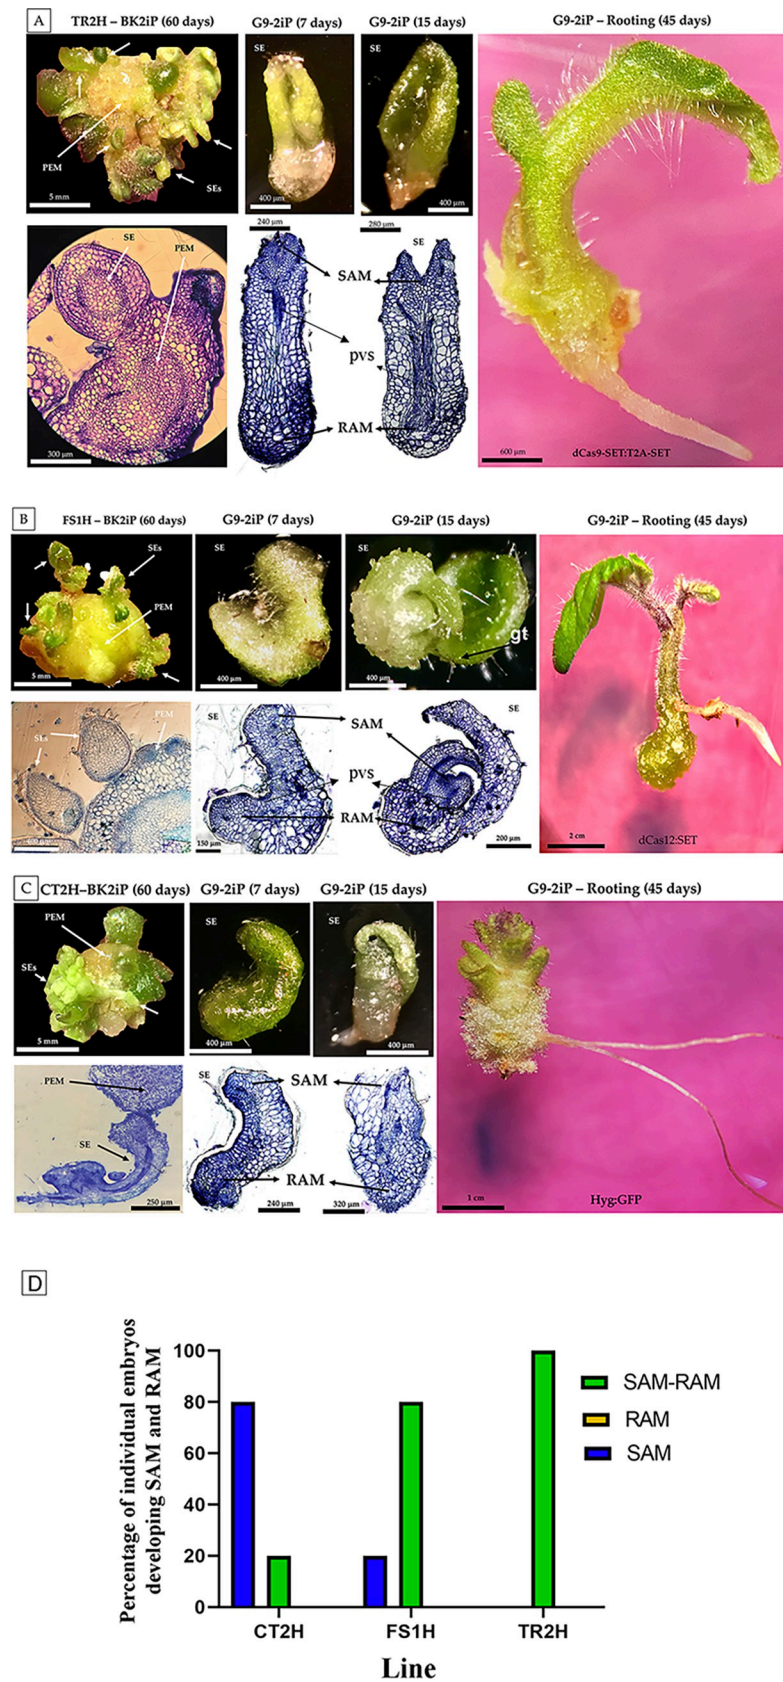 A
TR2H – BK2iP (60 days)
G9-2iP (7 days)
G9-2iP (15 days)
G9-2iP – Rooting (45 days)
SE
SE
PEM
SEs
5 mm
400 µm
400 µm
240 µm
280 µm
SE
SE
PEM
SAM
pvs
RAM
300 µm
600 µm
dCas9-SET:T2A-SET
B
FS1H – BK2iP (60 days)
G9-2iP (7 days)
G9-2iP (15 days)
G9-2iP – Rooting (45 days)
SEs
SE
SE
PEM
gt
5 mm
400 µm
400 µm
SEs
PEM
SE
SE
SAM
pvs
RAM
150 µm
200 µm
2 cm
dCas12:SET
C
CT2H–BK2iP (60 days)
G9-2iP (7 days)
G9-2iP (15 days)
G9-2iP – Rooting (45 days)
PEM
SE
SE
SEs
5 mm
400 µm
400 µm
PEM
SE
SE
SAM
RAM
250 µm
240 µm
320 µm
1 cm
Hyg:GFP
D
Percentage of individual embryos
developing SAM and RAM
100
80
60
40
20
0
CT2H
FS1H
TR2H
Line
SAM-RAM
RAM
SAM